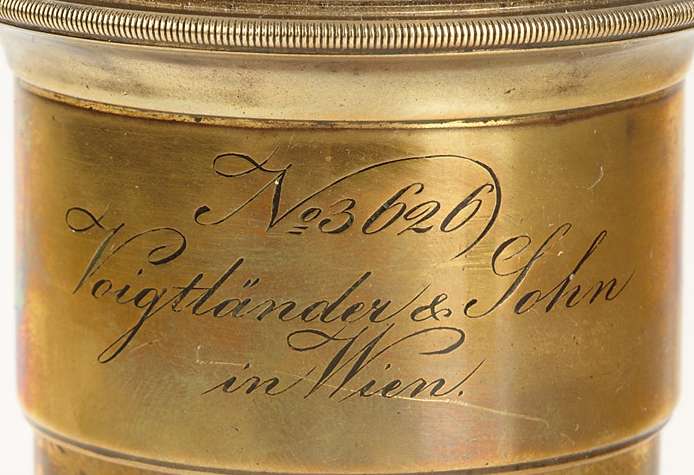 No 3626
Voigtländer & Sohn
in Wien.